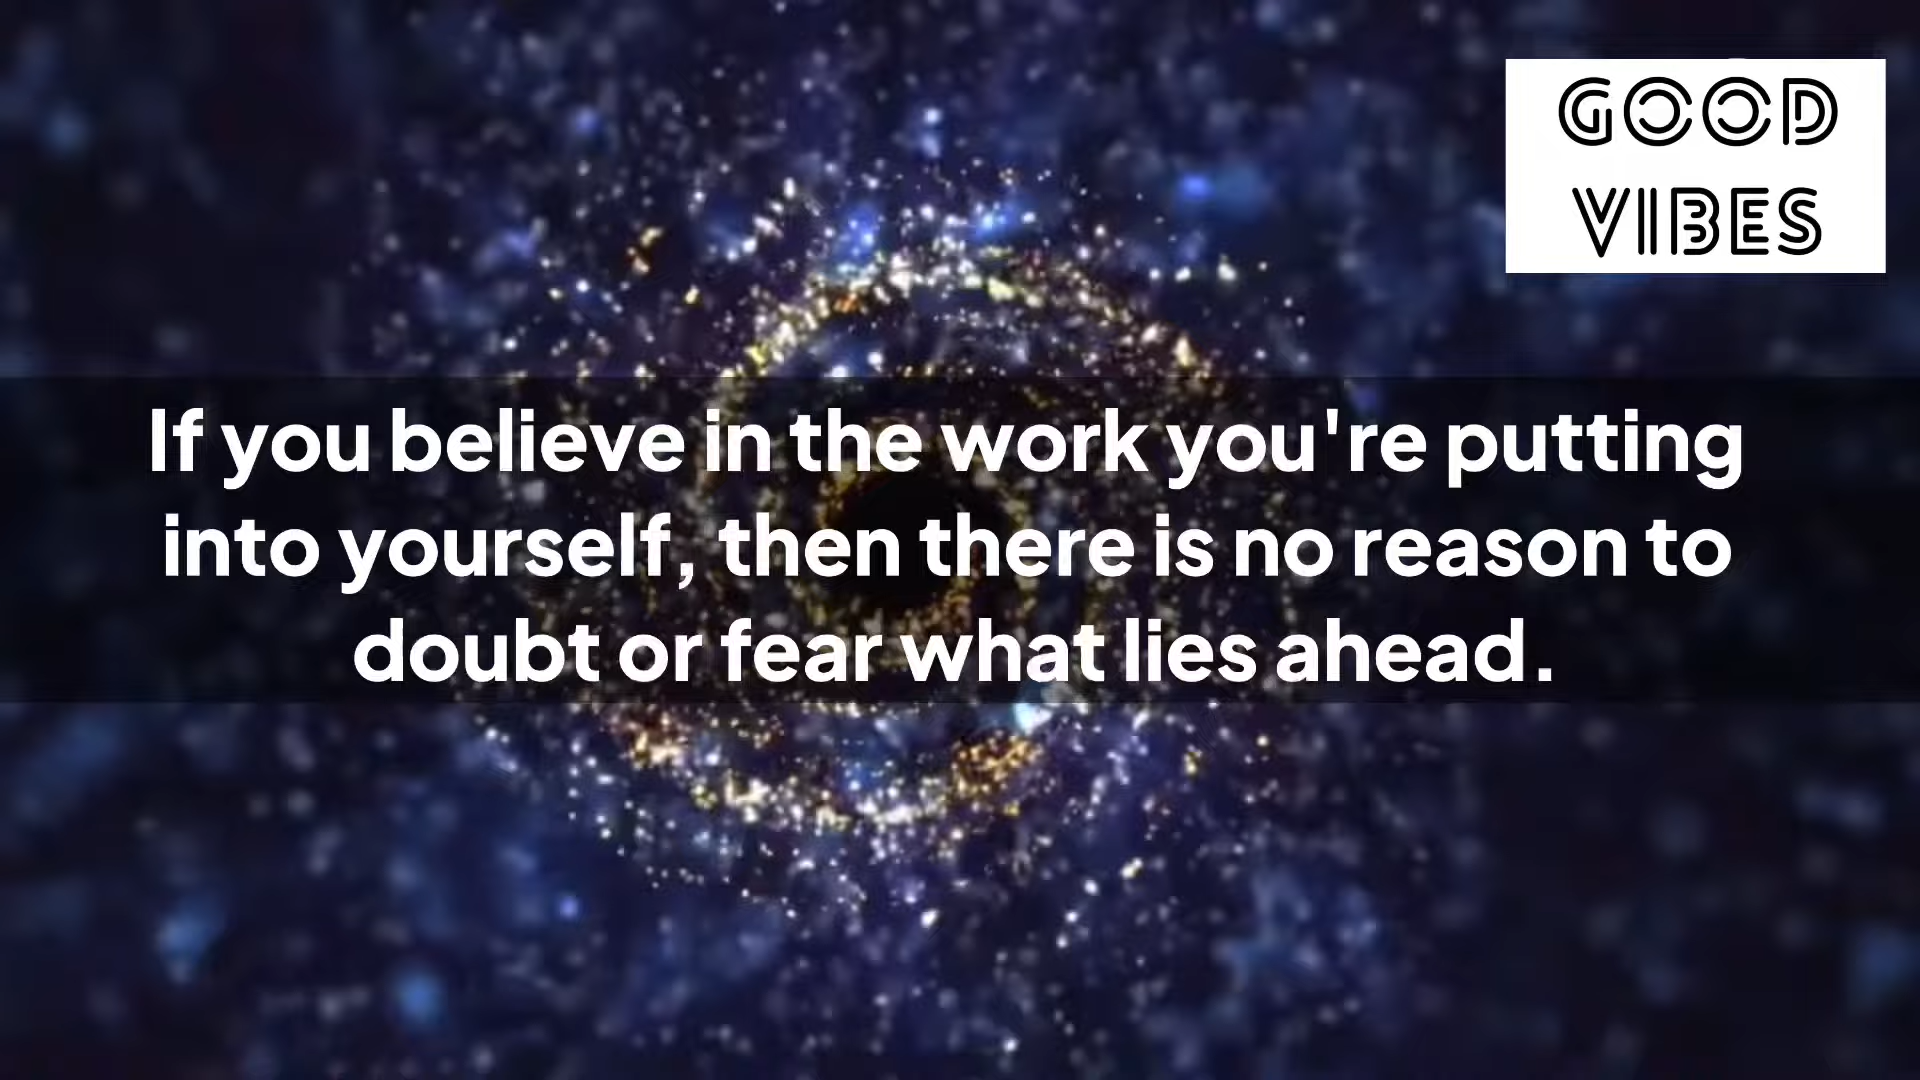 GOOD
VIBES
If you believe in the work you're putting
into yourself, then there is no reason to
doubt or fear what lies ahead.